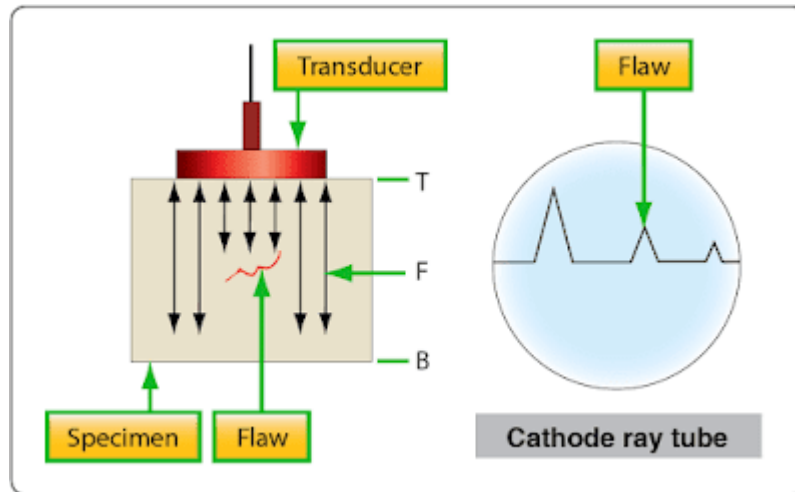 Transducer
Flaw
T
F
B
Specimen
Flaw
Cathode ray tube